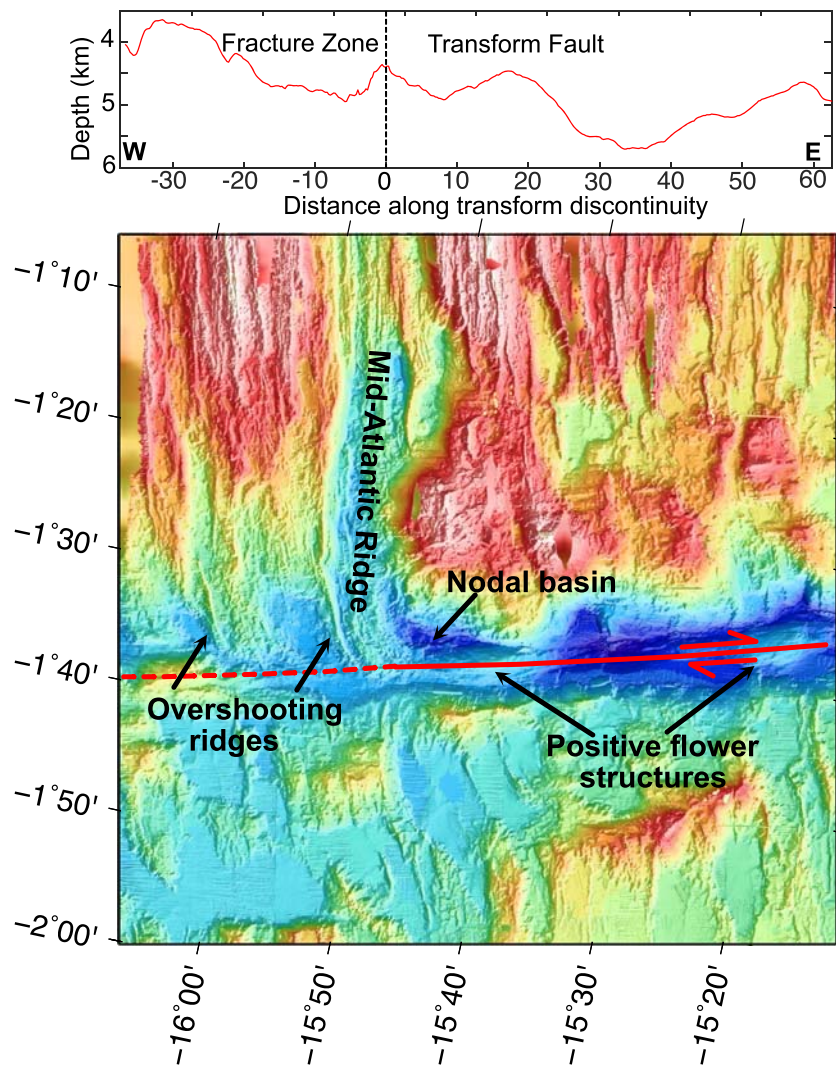 Depth (km)
4
5
6
Fracture Zone
Transform Fault
W
E
-30
-20
-10
0
10
20
30
40
50
60
Distance along transform discontinuity
−1°10'
−1°20'
−1°30'
−1°40'
−1°50'
−2°00'
Mid-Atlantic Ridge
Nodal basin
Overshooting
ridges
Positive flower
structures
−16°00'
−15°50'
−15°40'
−15°30'
−15°20'